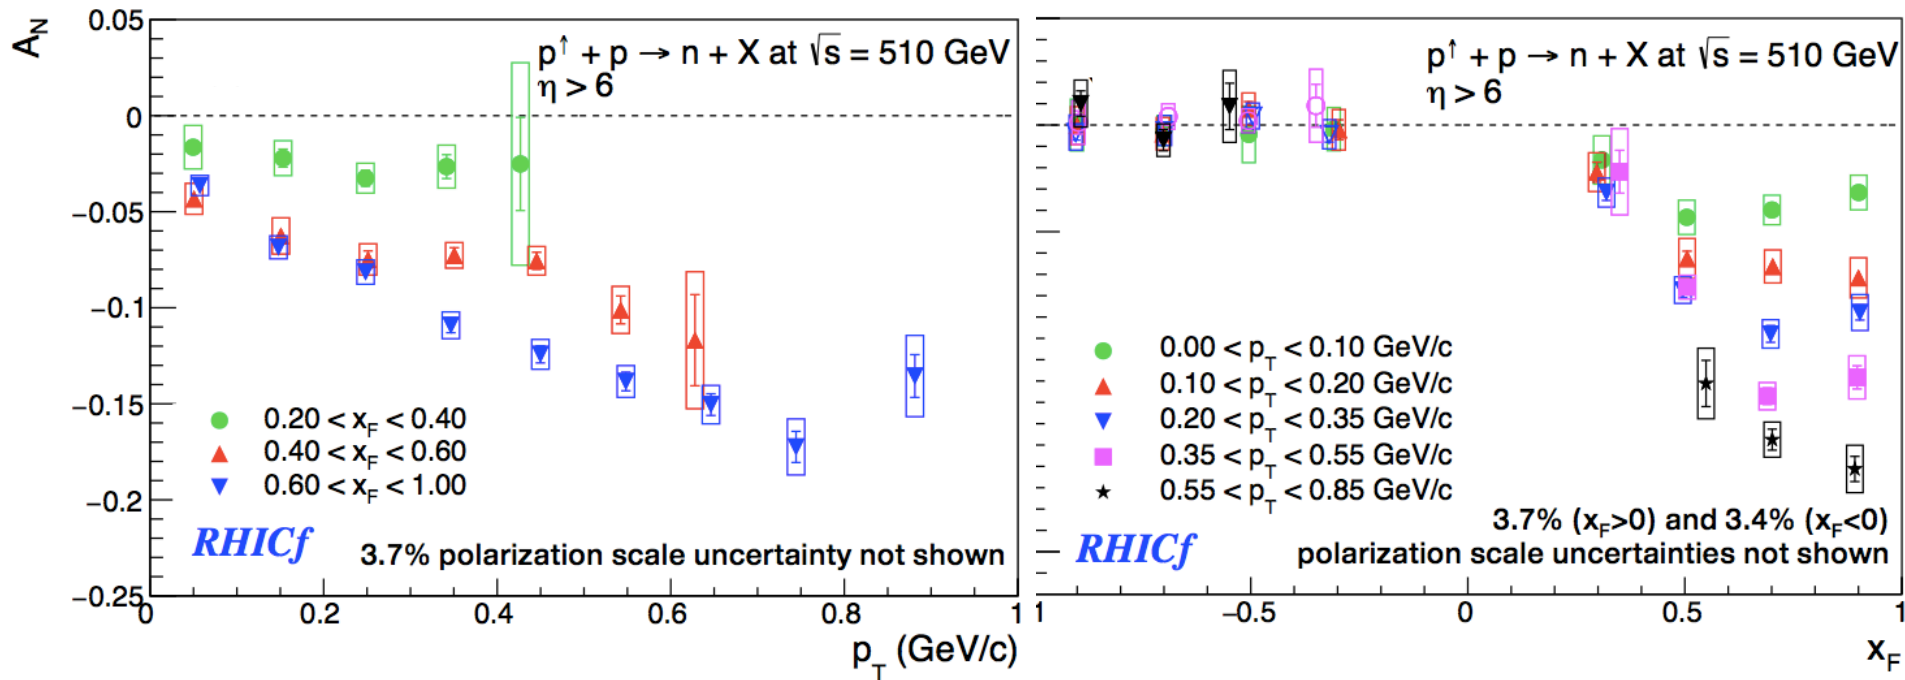 A_N
0.05
0
−0.05
−0.1
−0.15
−0.2
−0.25
p↑ + p → n + X at √s = 510 GeV
η > 6
0.20 < x_F < 0.40
0.40 < x_F < 0.60
0.60 < x_F < 1.00
RHICf
3.7% polarization scale uncertainty not shown
0 0.2 0.4 0.6 0.8 1
p_T (GeV/c)
p↑ + p → n + X at √s = 510 GeV
η > 6
0.00 < p_T < 0.10 GeV/c
0.10 < p_T < 0.20 GeV/c
0.20 < p_T < 0.35 GeV/c
0.35 < p_T < 0.55 GeV/c
0.55 < p_T < 0.85 GeV/c
3.7% (x_F>0) and 3.4% (x_F<0)
RHICf
polarization scale uncertainties not shown
1 −0.5 0 0.5 1
x_F